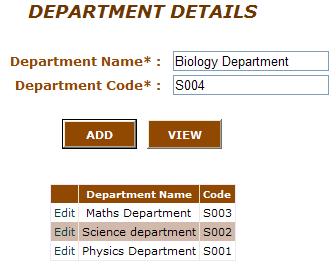 DEPARTMENT DETAILS
Department Name* : Biology Department
Department Code* : S004
ADD VIEW
Department Name Code
Edit Maths Department S003
Edit Science department S002
Edit Physics Department S001